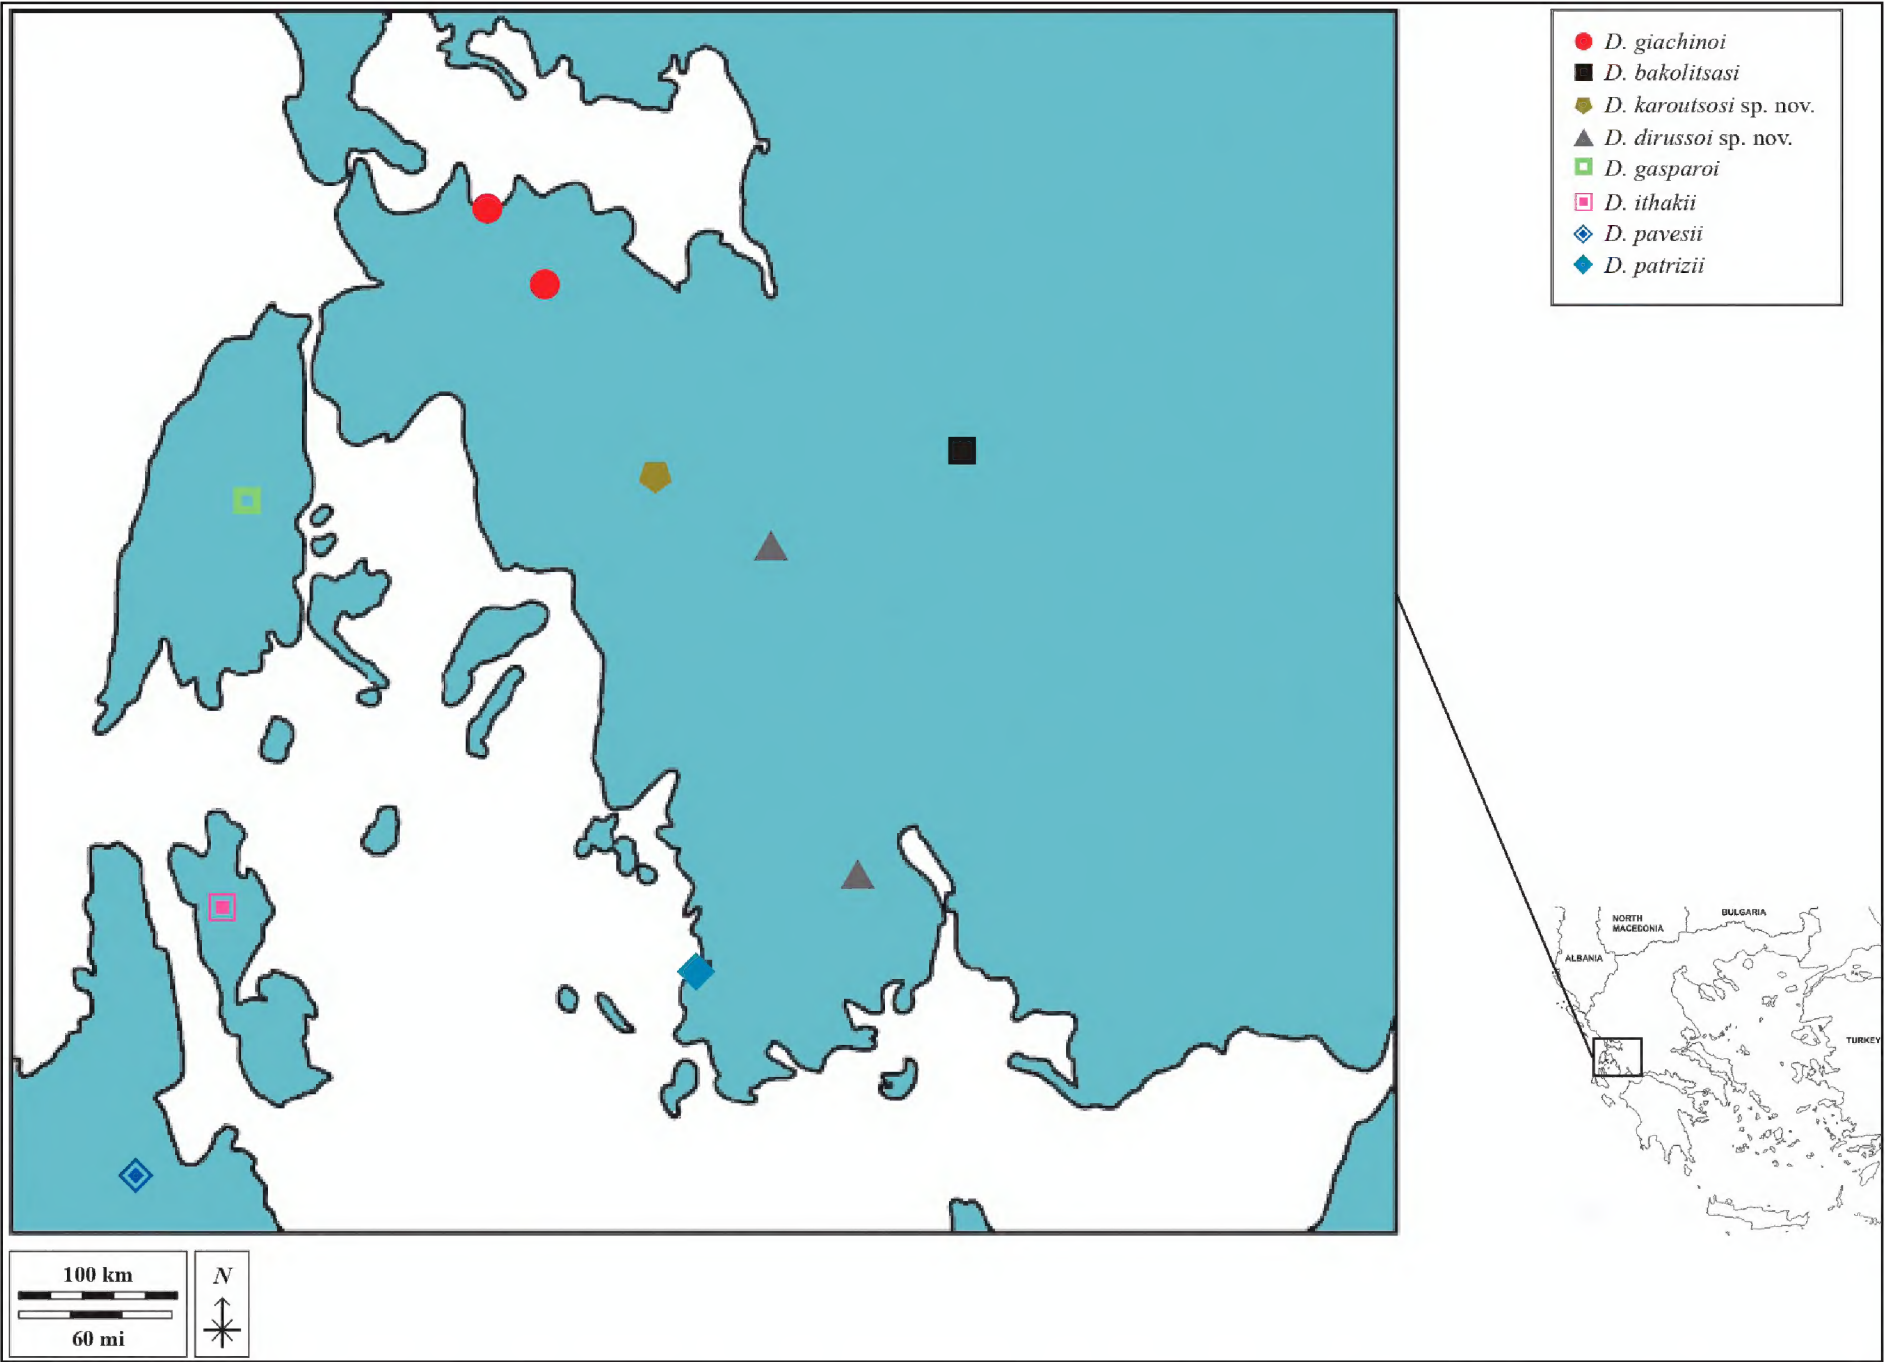 D. giachinoi
D. bakolitsasi
D. karoutsosi sp. nov.
D. dirussoi sp. nov.
D. gasparoi
D. ithakii
D. pavesii
D. patrizii
NORTH
MACEDONIA
BULGARIA
ALBANIA
TURKEY
100 km
60 mi
N